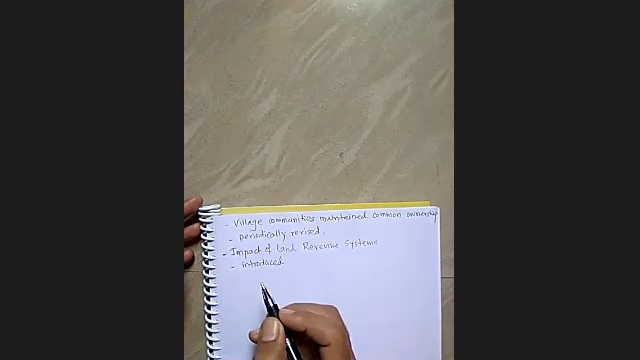 - Village communities maintained common ownership
- periodically revised.
- Impact of Land Revenue Systems
- introduced